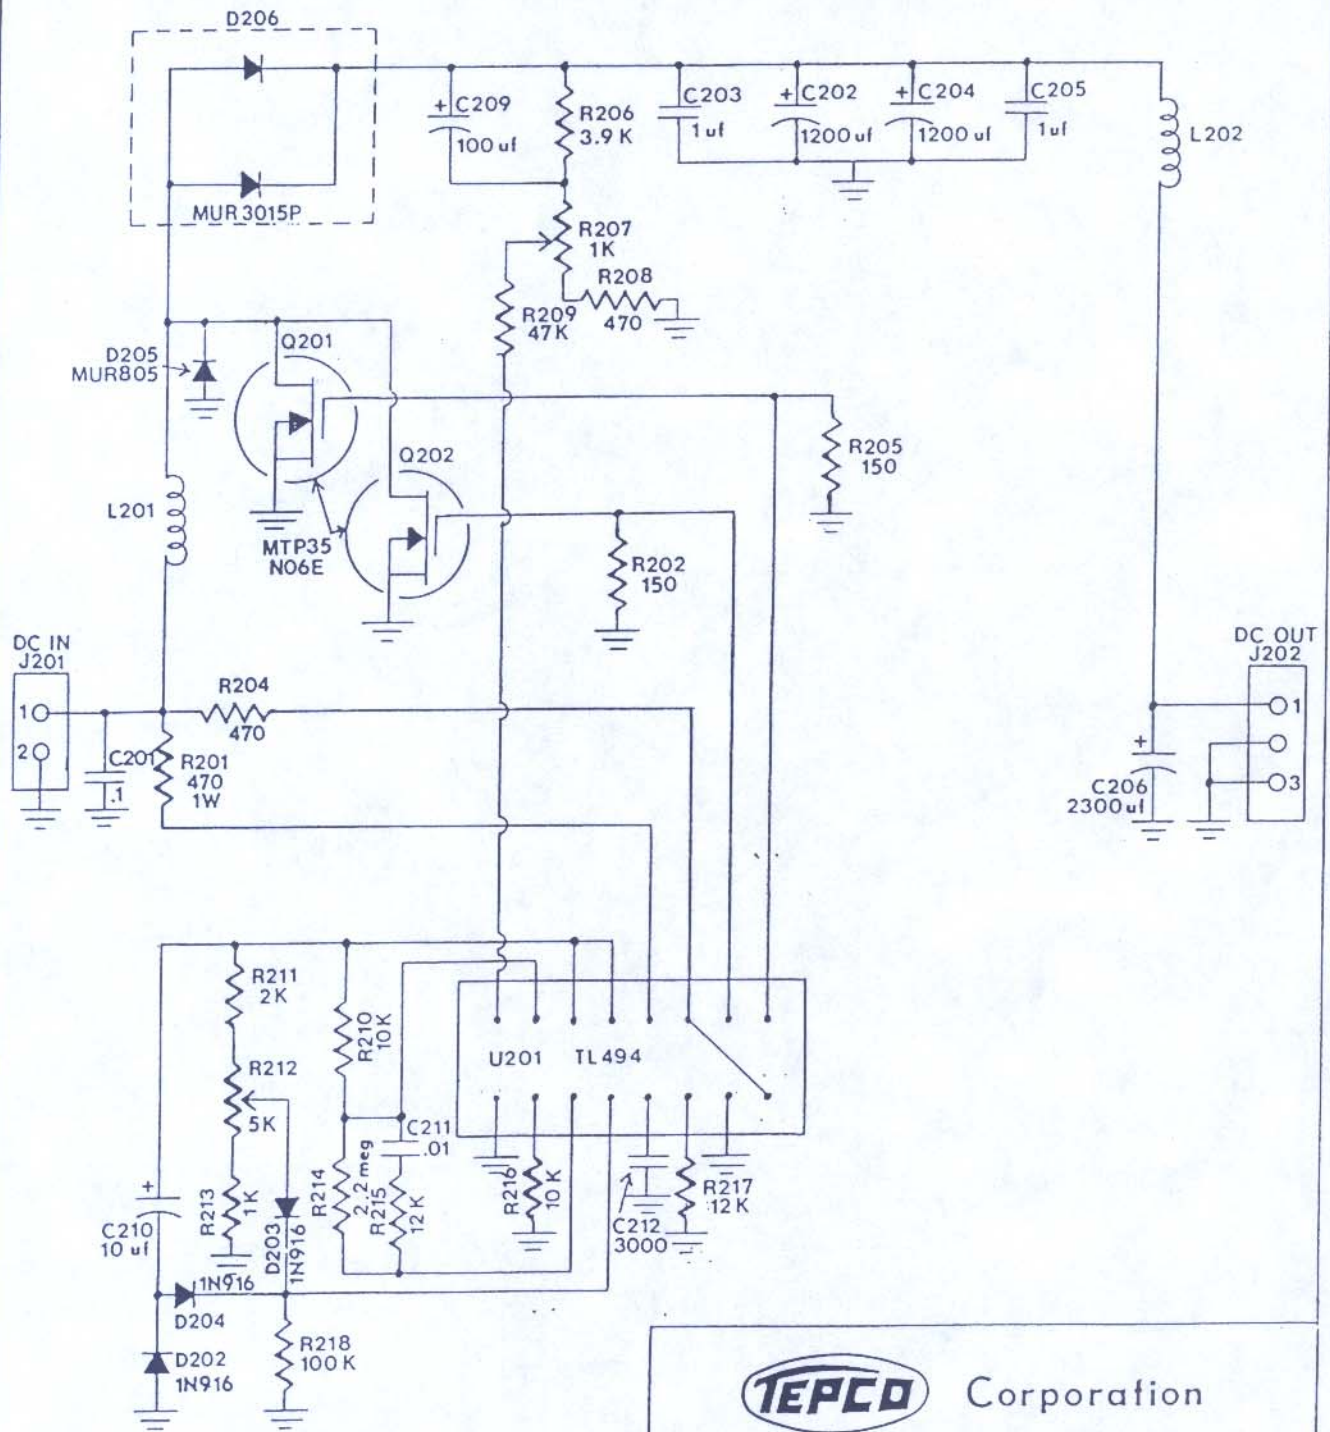 D206
MUR3015P
+ C209
100 uf
R206
3.9 K
C203
1 uf
+ C202
1200 uf
+ C204
1200 uf
C205
1 uf
L202
R207
1K
R208
470
R209
47K
D205
MUR805
Q201
Q202
MTP35
N06E
R205
150
R202
150
L201
DC IN
J201
1
2
C201
.1
R204
470
R201
470
1W
DC OUT
J202
1
3
+
C206
2300 uf
R211
2K
R212
5K
R213
1K
R210
10K
R214
2.2 meg
R215
12K
C211
.01
U201 TL494
R216
10K
C212
3000
R217
12K
+
C210
10 uf
D203
1N916
1N916
D204
D202
1N916
R218
100 K
TEPCO Corporation